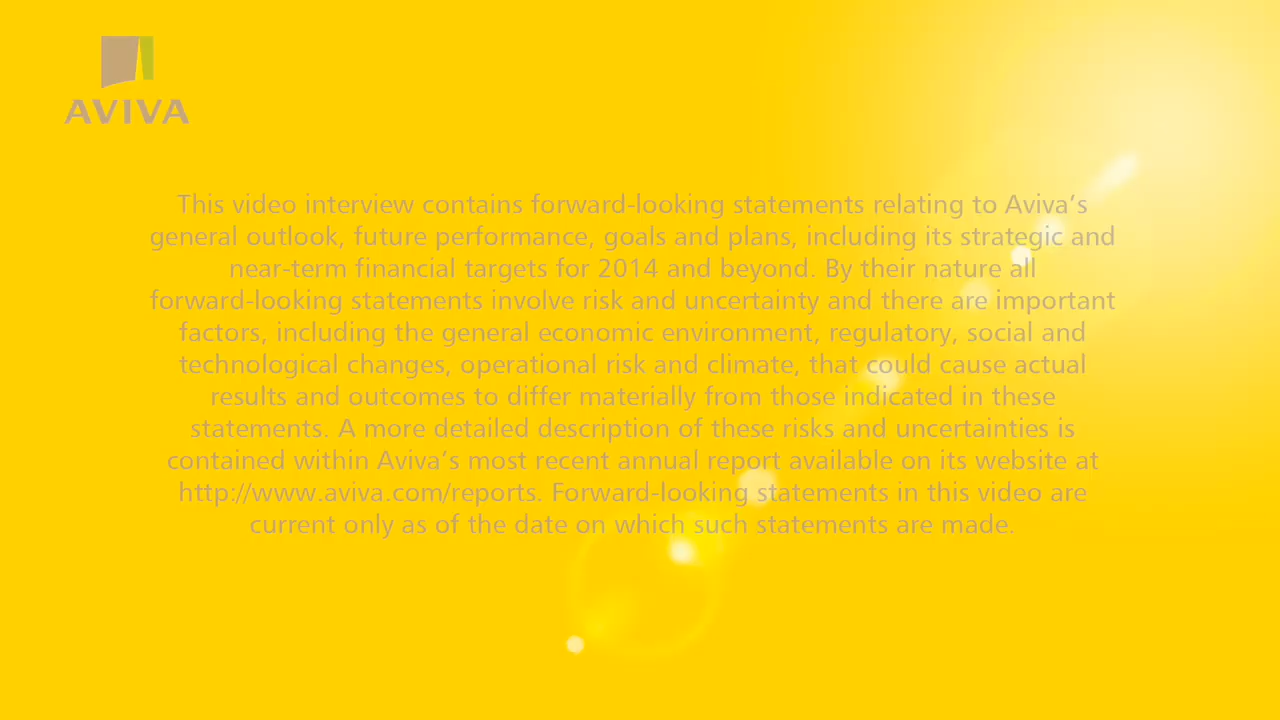 AVIVA
This video interview contains forward-looking statements relating to Aviva’s
general outlook, future performance, goals and plans, including its strategic and
near-term financial targets for 2014 and beyond. By their nature all
forward-looking statements involve risk and uncertainty and there are important
factors, including the general economic environment, regulatory, social and
technological changes, operational risk and climate, that could cause actual
results and outcomes to differ materially from those indicated in these
statements. A more detailed description of these risks and uncertainties is
contained within Aviva’s most recent annual report available on its website at
http://www.aviva.com/reports. Forward-looking statements in this video are
current only as of the date on which such statements are made.